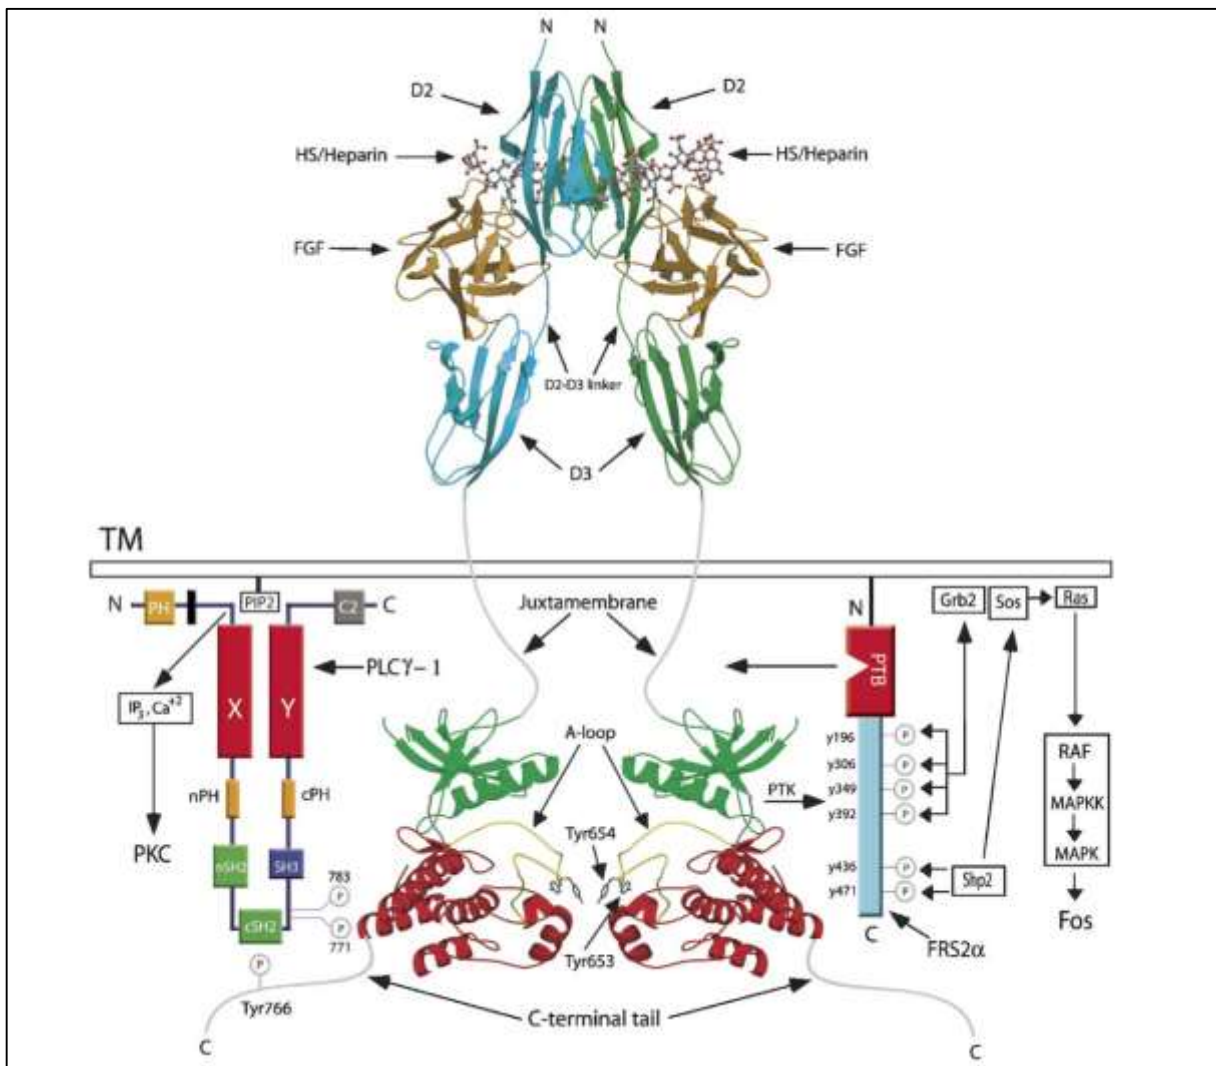 N N
D2 D2
HS/Heparin HS/Heparin
FGF FGF
D2-D3 linker
D3
TM
N PH PIP2 C2 C
Juxtamembrane
N Grb2 Sos Ras
PTB
PLCγ-1
X Y
IP3, Ca+2
A-loop
y196 P
RAF
y306 P
nPH cPH
PTK
y349 P
MAPKK
y392 P
Tyr654
PKC
MAPK
nSH2 SH3
y436 P
Shp2
783
P
y471 P
cSH2
P
771
C
Fos
FRS2α
Tyr653
P
Tyr766
C-terminal tail
C C